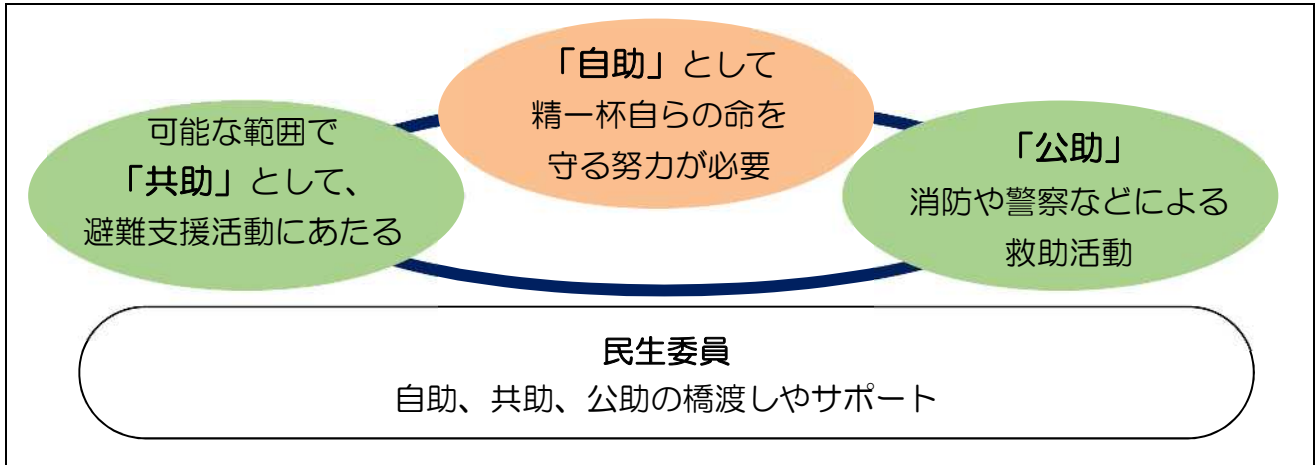 「自助」として
精一杯自らの命を
守る努力が必要
可能な範囲で
「共助」として、
避難支援活動にあたる
「公助」
消防や警察などによる
救助活動
民生委員
自助、共助、公助の橋渡しやサポート